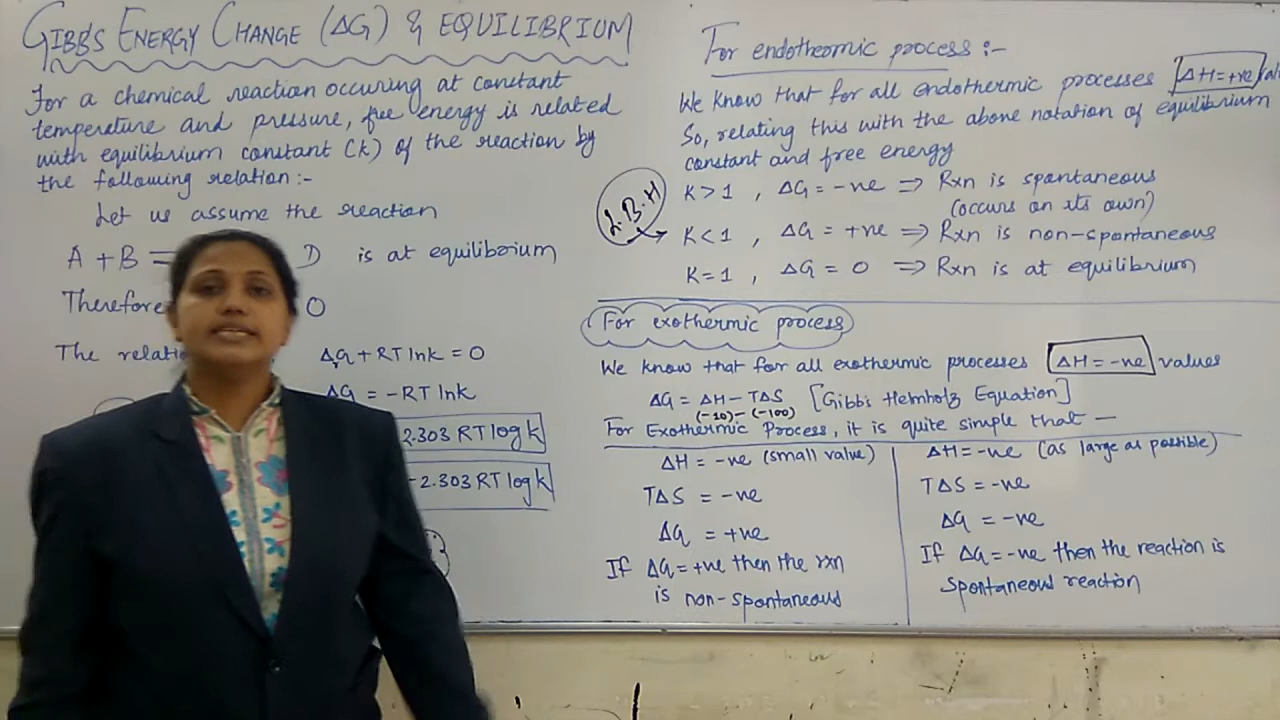 GIBB'S ENERGY CHANGE (ΔG) & EQUILIBRIUM
For a chemical reaction occuring at constant
temperature and pressure, free energy is related
with equilibrium constant (K) of the reaction by
the following relation:-
Let us assume the reaction
A + B D is at equilibrium
Therefore 0
The relati ΔG + RT lnk = 0
ΔG = -RT lnk
2.303 RT log k
-2.303 RT log k
For endothermic process :-
We know that for all endothermic processes ΔH=+ve
So, relating this with the above notation of equilibrium
constant and free energy
K > 1 , ΔG = -ve ⇒ Rxn is spontaneous
(occurs on its own)
K < 1 , ΔG = +ve ⇒ Rxn is non-spontaneous
K = 1 , ΔG = 0 ⇒ Rxn is at equilibrium
For exothermic process
We know that for all exothermic processes ΔH = -ve values
ΔG = ΔH - TΔS [Gibbs Helmholz Equation]
(-10) - (-100)
For Exothermic Process, it is quite simple that —
ΔH = -ve (small value)
TΔS = -ve
ΔG = +ve
If ΔG = +ve then the rxn
is non-spontaneous
ΔH = -ve (as large as possible)
TΔS = -ve
ΔG = -ve
If ΔG = -ve then the reaction is
spontaneous reaction